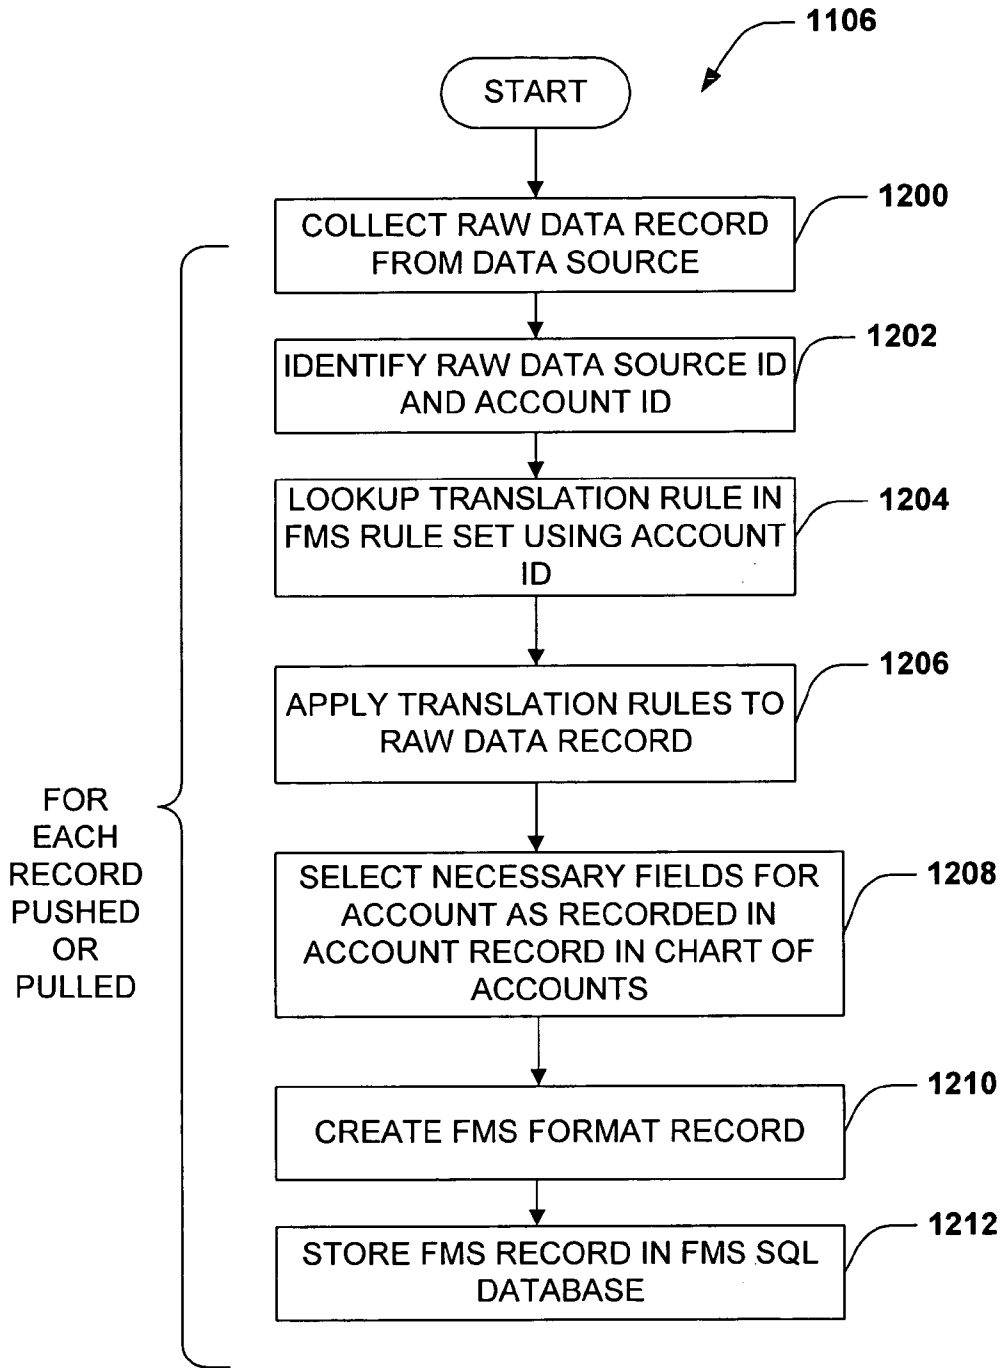 1106
START
1200
COLLECT RAW DATA RECORD
FROM DATA SOURCE
1202
IDENTIFY RAW DATA SOURCE ID
AND ACCOUNT ID
1204
LOOKUP TRANSLATION RULE IN
FMS RULE SET USING ACCOUNT
ID
1206
APPLY TRANSLATION RULES TO
RAW DATA RECORD
FOR
EACH
RECORD
PUSHED
OR
PULLED
1208
SELECT NECESSARY FIELDS FOR
ACCOUNT AS RECORDED IN
ACCOUNT RECORD IN CHART OF
ACCOUNTS
1210
CREATE FMS FORMAT RECORD
1212
STORE FMS RECORD IN FMS SQL
DATABASE